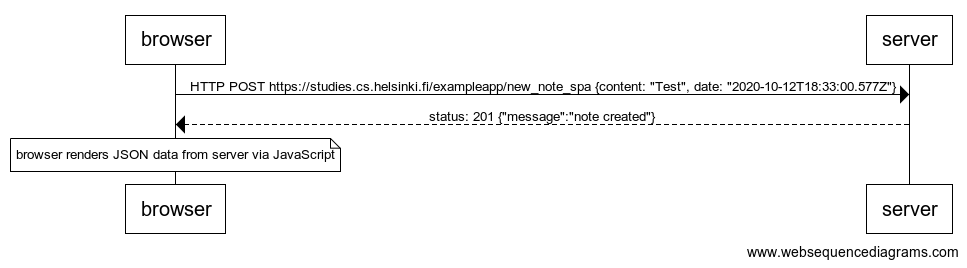 browser
server
HTTP POST https://studies.cs.helsinki.fi/exampleapp/new_note_spa {content: "Test", date: "2020-10-12T18:33:00.577Z"}
status: 201 {"message":"note created"}
browser renders JSON data from server via JavaScript
browser
server
www.websequencediagrams.com